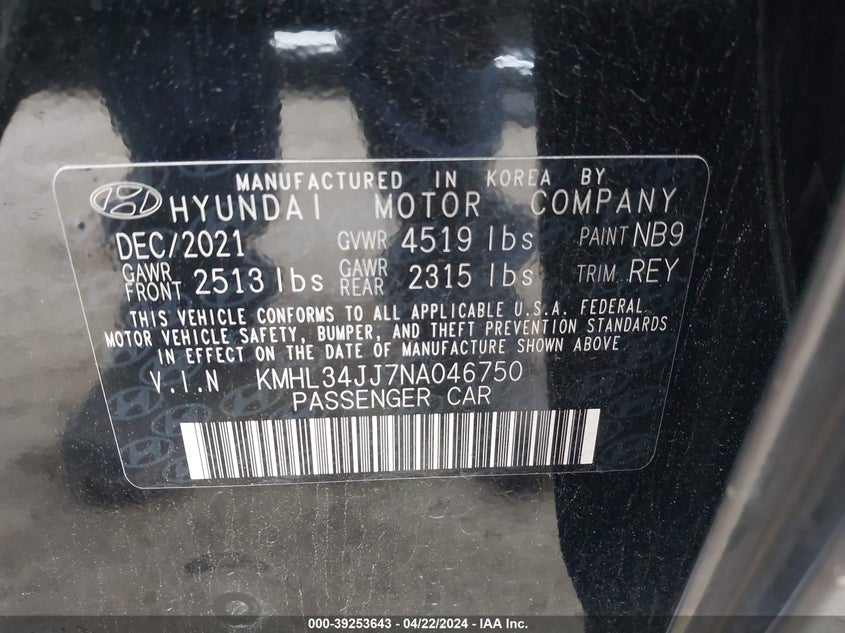 MANUFACTURED IN KOREA BY
HYUNDAI MOTOR COMPANY
DEC/2021 GVWR 4519 lbs PAINT NB9
GAWR FRONT 2513 lbs GAWR REAR 2315 lbs TRIM REY
THIS VEHICLE CONFORMS TO ALL APPLICABLE U.S.A. FEDERAL
MOTOR VEHICLE SAFETY, BUMPER, AND THEFT PREVENTION STANDARDS
IN EFFECT ON THE DATE OF MANUFACTURE SHOWN ABOVE
V.I.N KMHL34JJ7NA046750
PASSENGER CAR
000-39253643 - 04/22/2024 - IAA Inc.